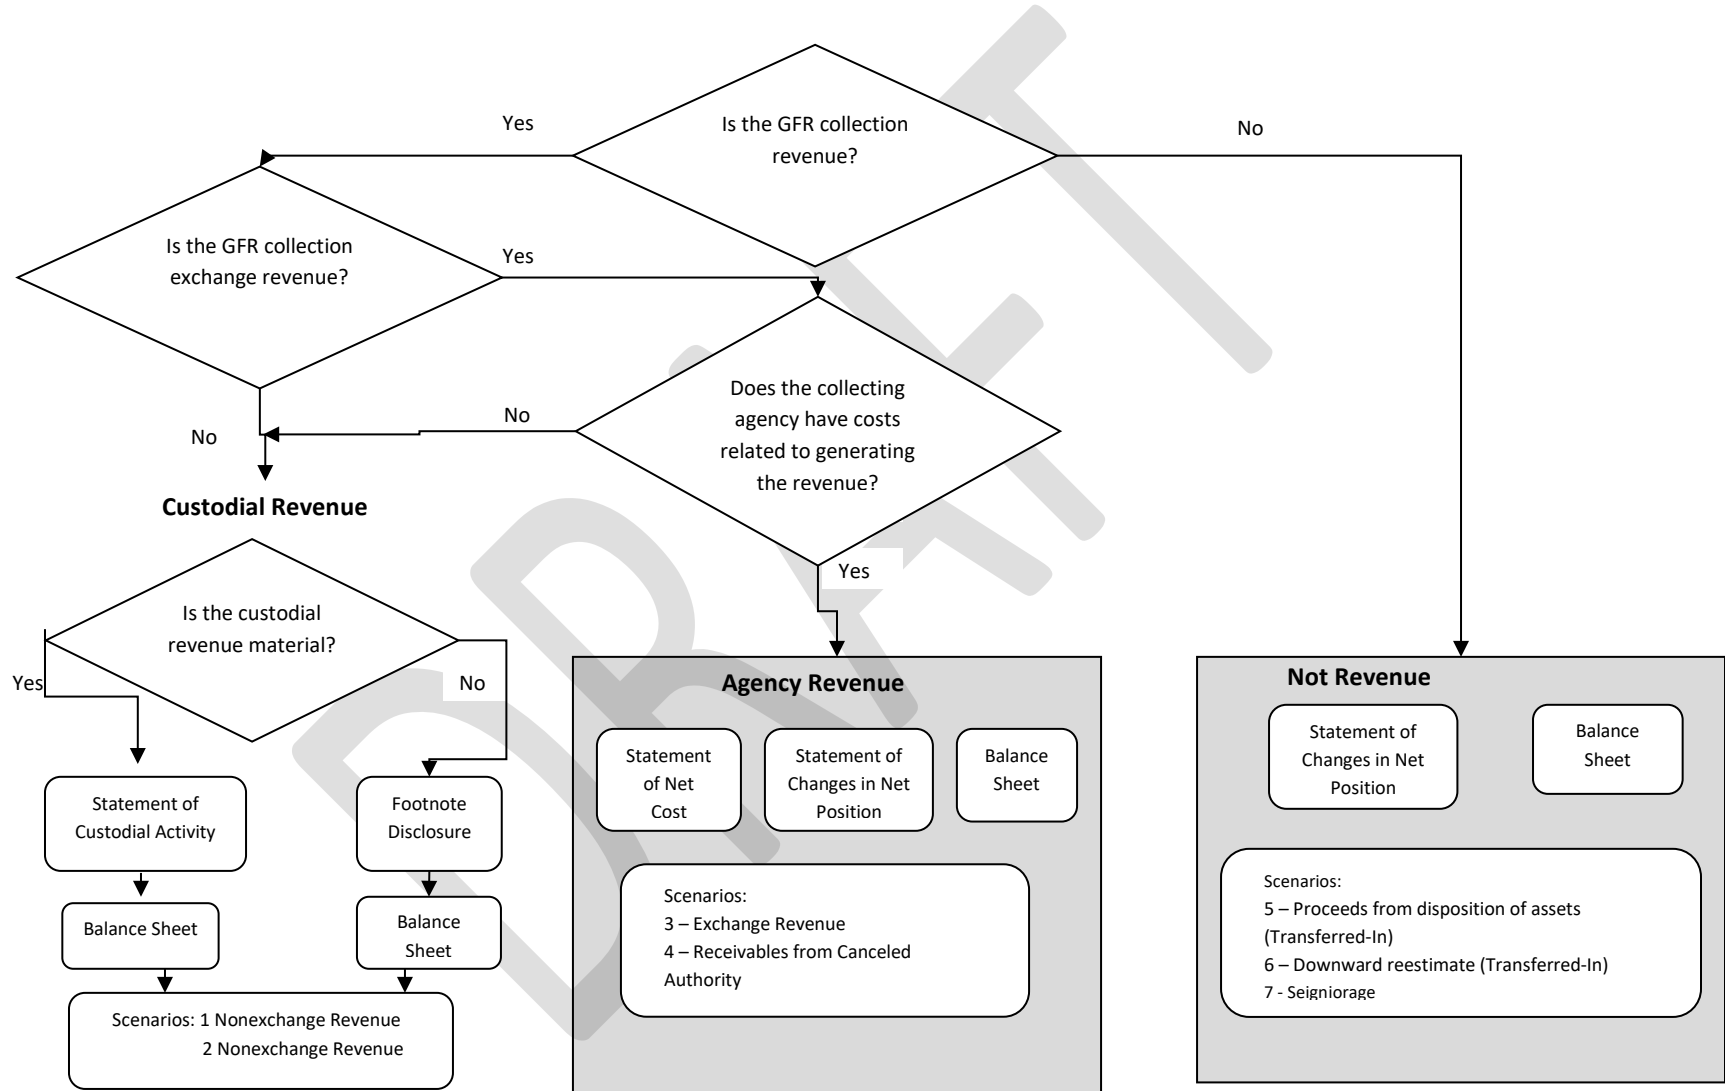 DRAFT
Is the GFR collection
revenue?
Yes
No
Is the GFR collection
exchange revenue?
Yes
No
Does the collecting
agency have costs
related to generating
the revenue?
No
Yes
Custodial Revenue
Is the custodial
revenue material?
Yes
No
Statement of
Custodial Activity
Footnote
Disclosure
Balance Sheet
Balance
Sheet
Scenarios: 1 Nonexchange Revenue
2 Nonexchange Revenue
Agency Revenue
Statement
of Net
Cost
Statement of
Changes in Net
Position
Balance
Sheet
Scenarios:
3 – Exchange Revenue
4 – Receivables from Canceled
Authority
Not Revenue
Statement of
Changes in Net
Position
Balance
Sheet
Scenarios:
5 – Proceeds from disposition of assets
(Transferred-In)
6 – Downward reestimate (Transferred-In)
7 - Seigniorage